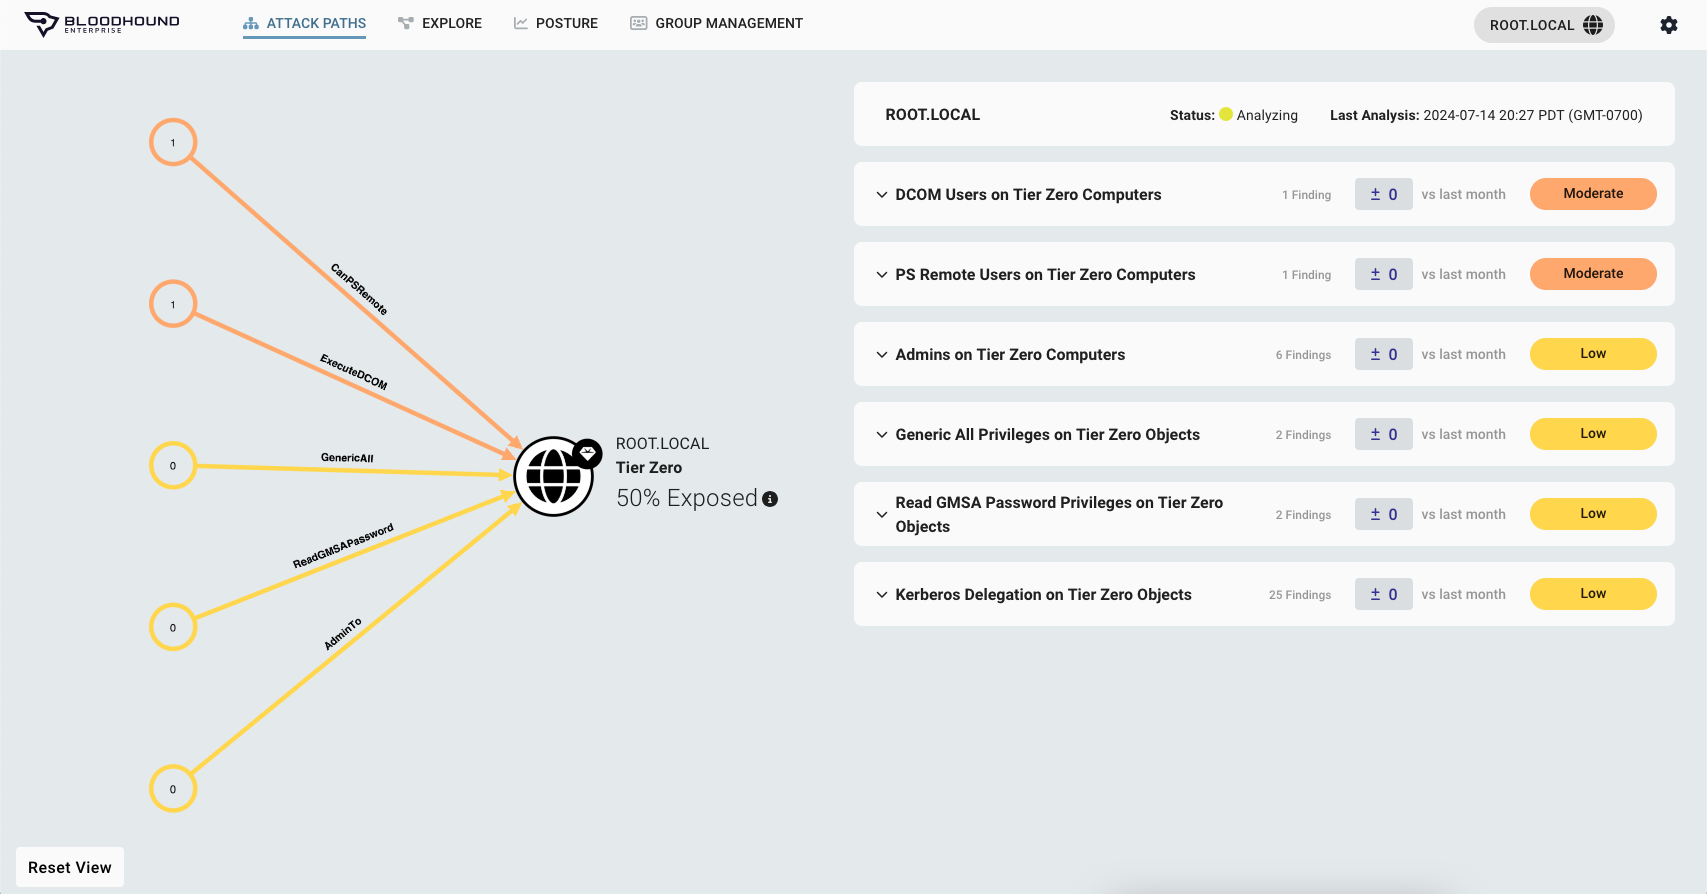 BLOODHOUND
ENTERPRISE
ATTACK PATHS
EXPLORE
POSTURE
GROUP MANAGEMENT
ROOT.LOCAL
1
CanPSRemote
1
ExecuteDCOM
0
GenericAll
ROOT.LOCAL
Tier Zero
50% Exposed
ReadGMSAPassword
0
AdminTo
0
Reset View
ROOT.LOCAL
Status: Analyzing
Last Analysis: 2024-07-14 20:27 PDT (GMT-0700)
DCOM Users on Tier Zero Computers
1 Finding
± 0
vs last month
Moderate
PS Remote Users on Tier Zero Computers
1 Finding
± 0
vs last month
Moderate
Admins on Tier Zero Computers
6 Findings
± 0
vs last month
Low
Generic All Privileges on Tier Zero Objects
2 Findings
± 0
vs last month
Low
Read GMSA Password Privileges on Tier Zero
Objects
2 Findings
± 0
vs last month
Low
Kerberos Delegation on Tier Zero Objects
25 Findings
± 0
vs last month
Low